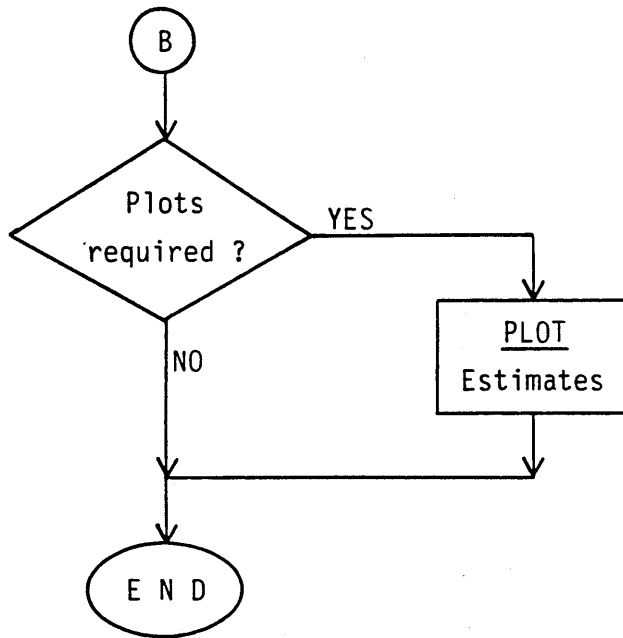 B
Plots
required ?
YES
NO
PLOT
Estimates
E N D